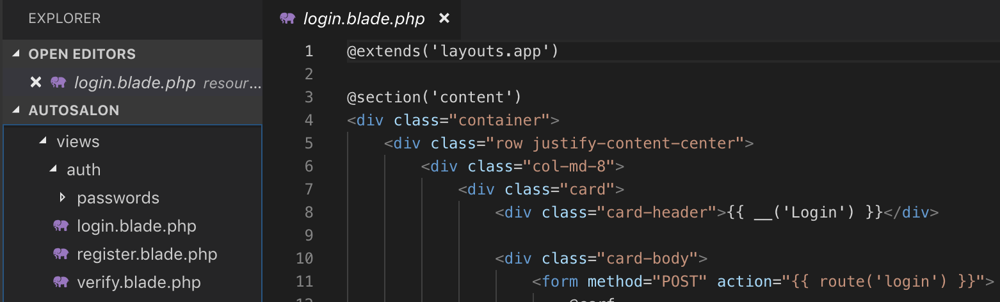 EXPLORER
OPEN EDITORS
login.blade.php resour...
AUTOSALON
views
auth
passwords
login.blade.php
register.blade.php
verify.blade.php
login.blade.php
1 @extends('layouts.app')
2
3 @section('content')
4 <div class="container">
5 <div class="row justify-content-center">
6 <div class="col-md-8">
7 <div class="card">
8 <div class="card-header">{{ __('Login') }}</div>
9
10 <div class="card-body">
11 <form method="POST" action="{{ route('login') }}">
12 @csrf